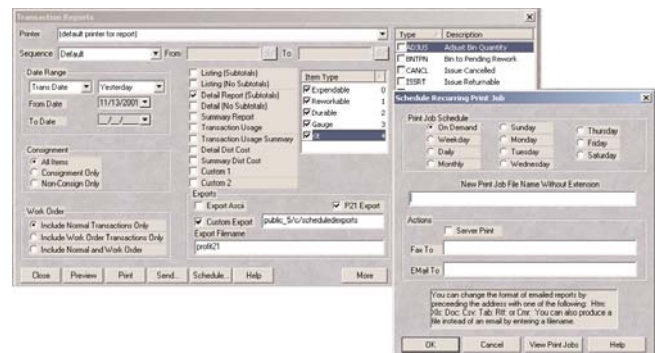 Transaction Reports
Printer (default printer for report)
Sequence Default From To
Date Range
Trans Date Yesterday
From Date 11/13/2001
To Date _/_/_
Consignment
All Items
Consignment Only
Non-Consign Only
Work Order
Include Normal Transactions Only
Include Work Order Transactions Only
Include Normal and Work Order
Listing (Subtotals)
Listing (No Subtotals)
Detail Report (Subtotals)
Detail (No Subtotals)
Summary Report
Transaction Usage
Transaction Usage Summary
Detail Dist Cost
Summary Dist Cost
Custom 1
Custom 2
Item Type
Expendable 0
Reworkable 1
Durable 2
Gauge 3
Kit 4
Exports
Export Ascii P21 Export
Custom Export public_5/c/scheduledexports
Export Filename
profit21
Close Preview Print Send... Schedule... Help More
Type Description
ADJUS Adjust Bin Quantity
BNTPN Bin to Pending Rework
CANCL Issue Cancelled
ISSRT Issue Returnable
Schedule Recurring Print Job
Print Job Schedule
On Demand Sunday Thursday
Weekday Monday Friday
Daily Tuesday Saturday
Monthly Wednesday
New Print Job File Name Without Extension
Actions
Server Print
Fax To
EMail To
You can change the format of emailed reports by
preceeding the address with one of the following: Htm:
Xls: Doc: Csv: Tab: Rtf: or Cmr: You can also produce a
file instead of an email by entering a filename.
OK Cancel View Print Jobs Help